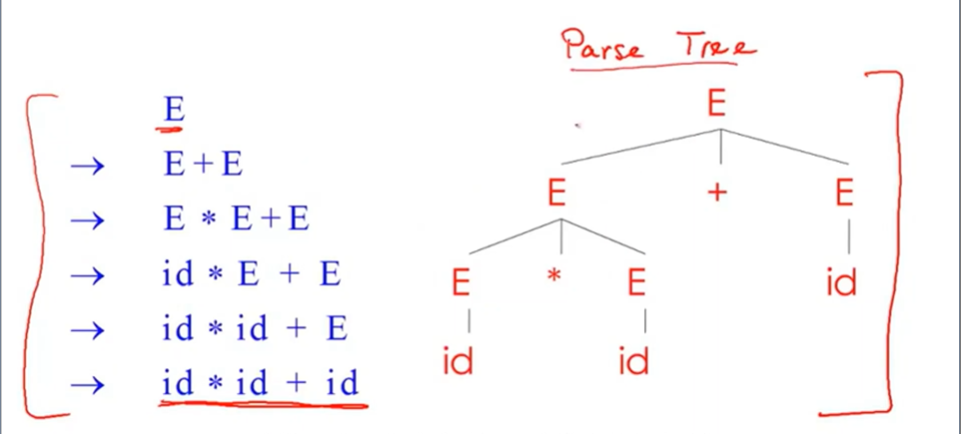 Parse Tree
E
→ E + E
→ E * E + E
→ id * E + E
→ id * id + E
→ id * id + id
E
E + E
E * E id
id id